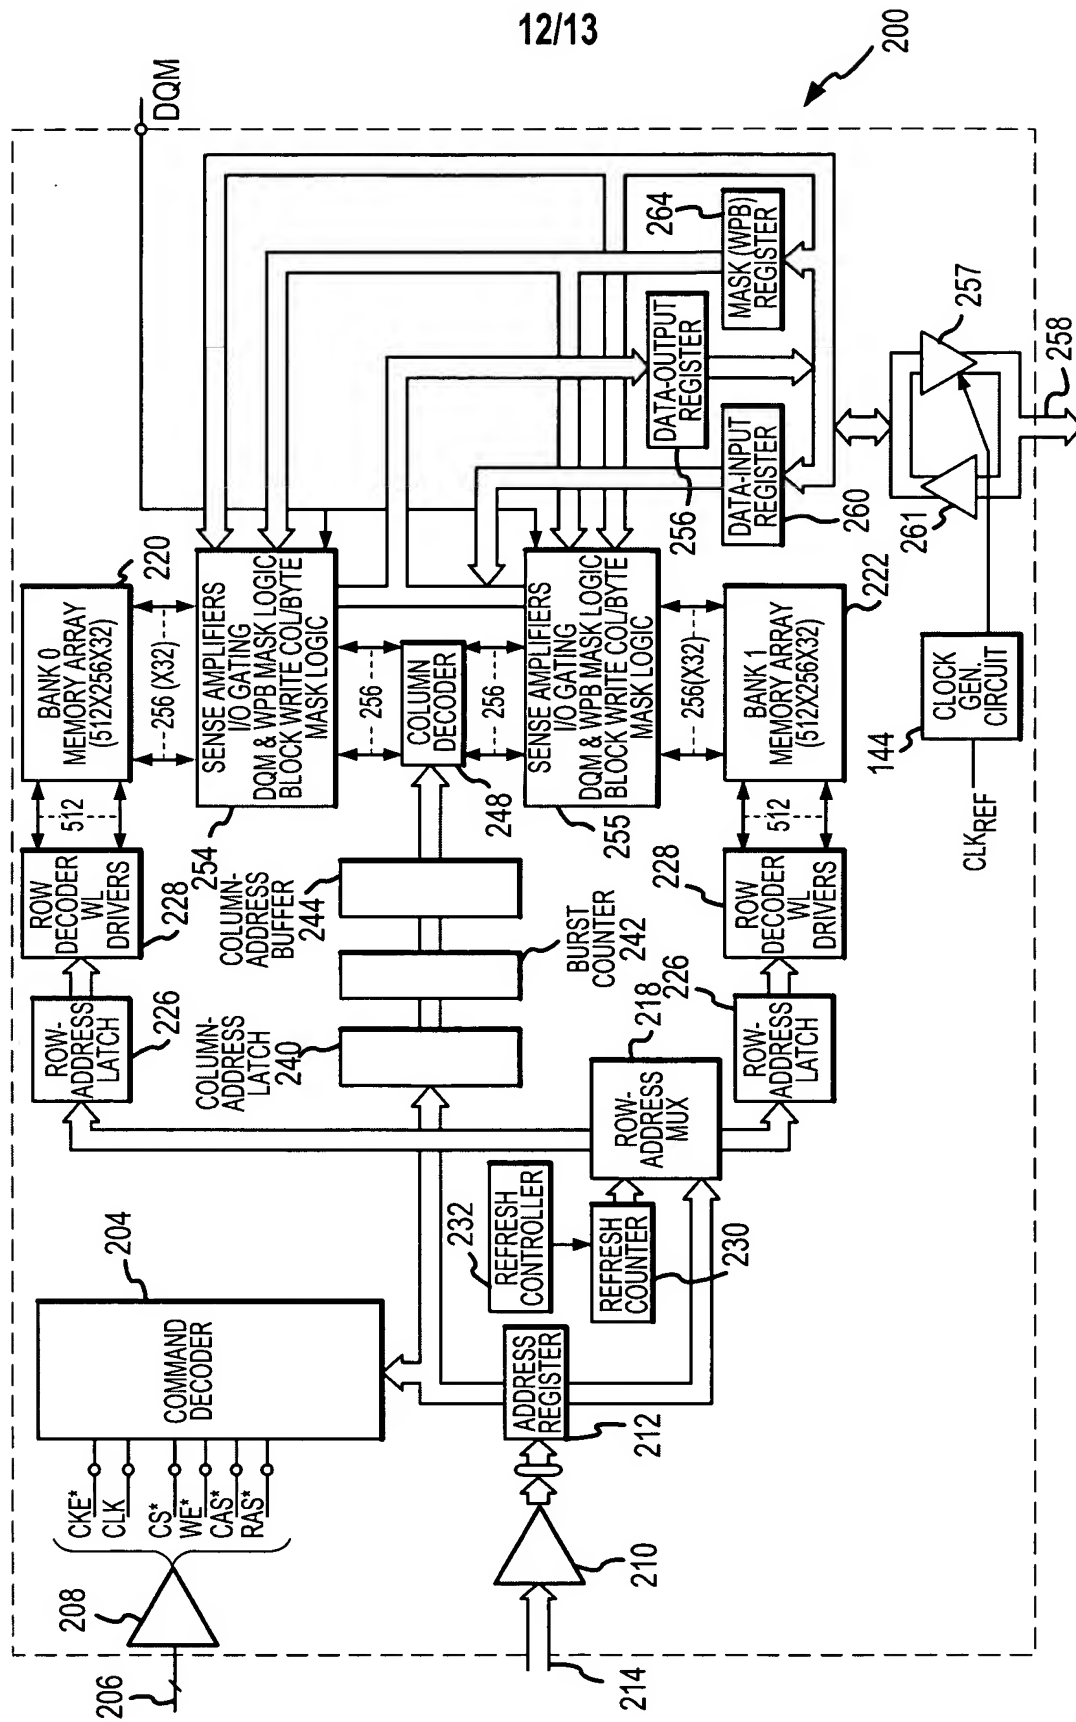 12/13
200
DQM
220
BANK 0
MEMORY ARRAY
(512X256X32)
512
ROW
DECODER
WL
DRIVERS
228
ROW-
ADDRESS
LATCH
226
256 (X32)
SENSE AMPLIFIERS
I/O GATING
DQM & WPB MASK LOGIC
BLOCK WRITE COL/BYTE
MASK LOGIC
254
256
COLUMN
DECODER
248
256
SENSE AMPLIFIERS
I/O GATING
DQM & WPB MASK LOGIC
BLOCK WRITE COL/BYTE
MASK LOGIC
255
256(X32)
BANK 1
MEMORY ARRAY
(512X256X32)
222
512
ROW
DECODER
WL
DRIVERS
228
ROW-
ADDRESS
LATCH
226
COLUMN-
ADDRESS
BUFFER
244
BURST
COUNTER
242
COLUMN-
ADDRESS
LATCH
240
ROW-
ADDRESS
MUX
218
REFRESH
CONTROLLER
232
REFRESH
COUNTER
230
ADDRESS
REGISTER
212
210
214
COMMAND
DECODER
204
CKE*
CLK
CS*
WE*
CAS*
RAS*
208
206
MASK (WPB)
REGISTER
264
DATA-OUTPUT
REGISTER
256
DATA-INPUT
REGISTER
260
257
261
258
CLOCK
GEN.
CIRCUIT
144
CLKREF